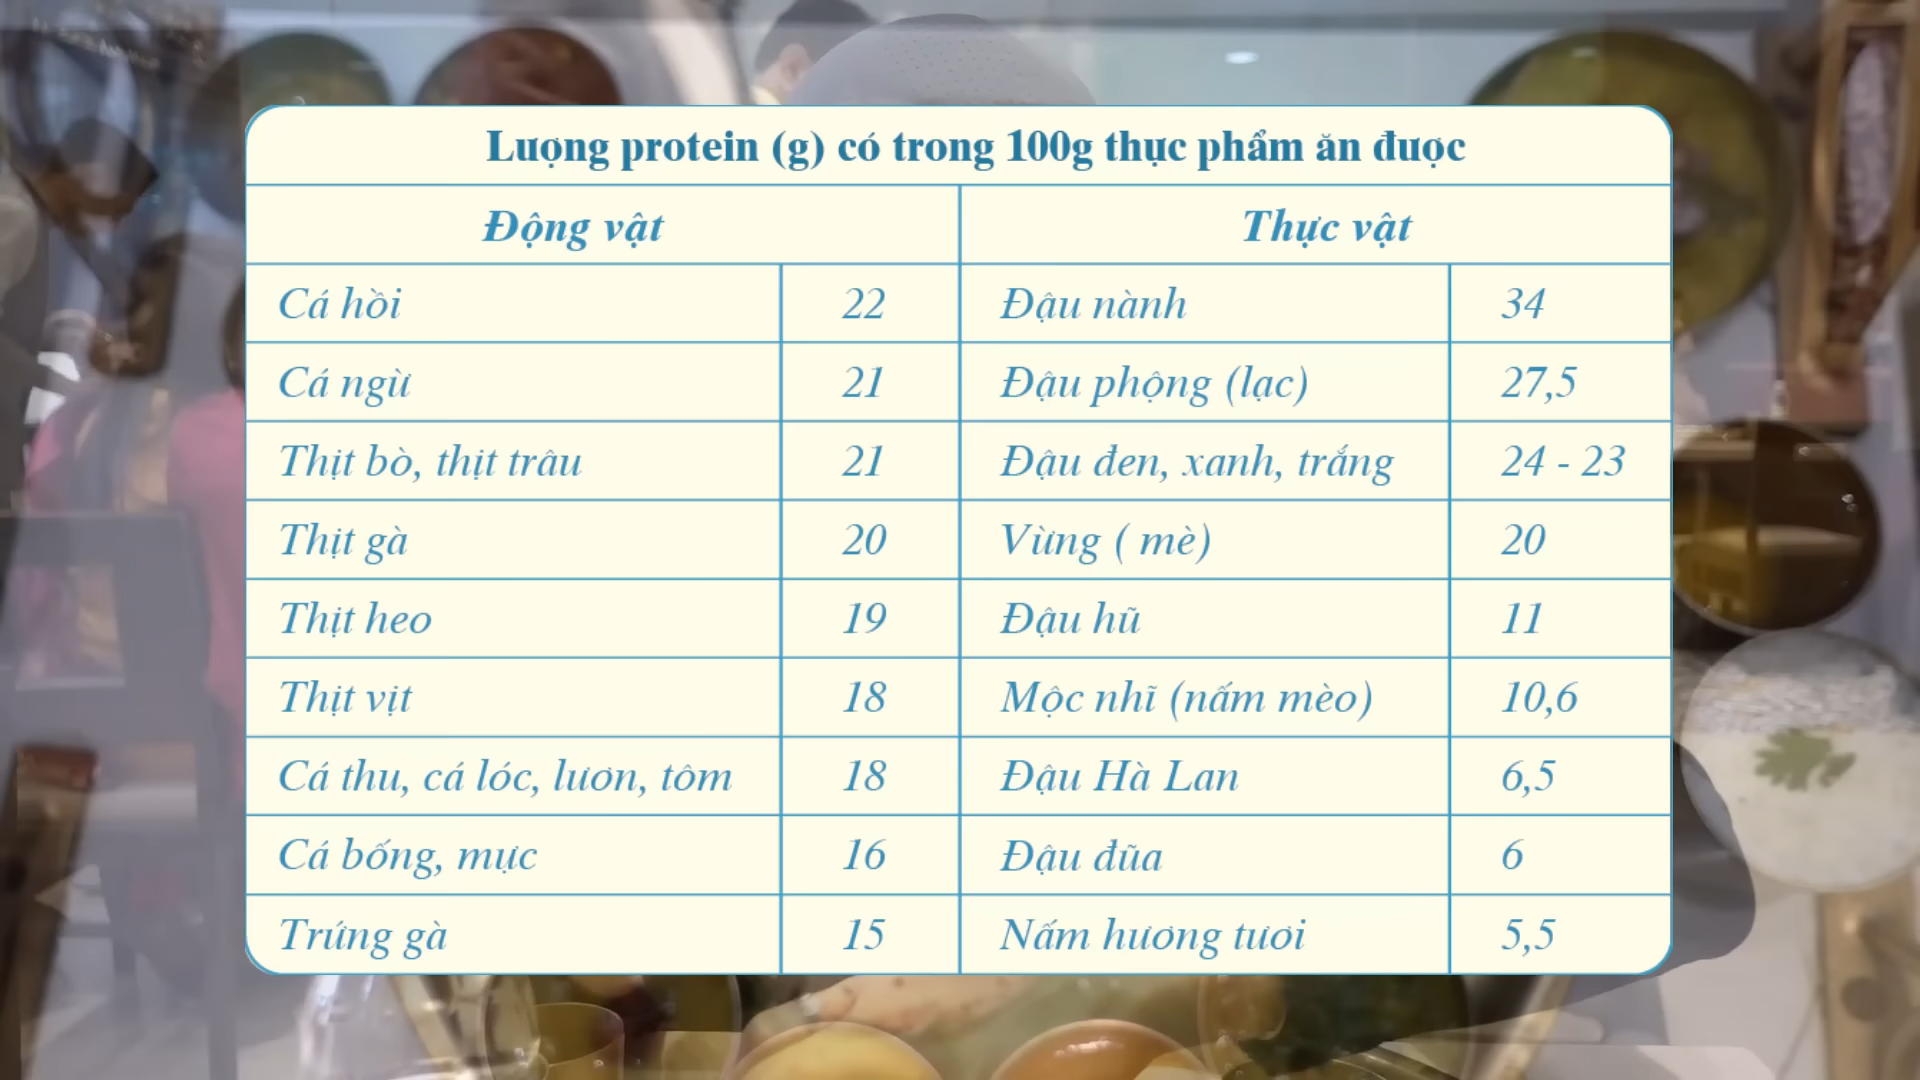 Lượng protein (g) có trong 100g thực phẩm ăn được
Động vật Thực vật
Cá hồi 22 Đậu nành 34
Cá ngừ 21 Đậu phộng (lạc) 27,5
Thịt bò, thịt trâu 21 Đậu đen, xanh, trắng 24 - 23
Thịt gà 20 Vừng ( mè) 20
Thịt heo 19 Đậu hũ 11
Thịt vịt 18 Mộc nhĩ (nấm mèo) 10,6
Cá thu, cá lóc, lươn, tôm 18 Đậu Hà Lan 6,5
Cá bống, mực 16 Đậu đũa 6
Trứng gà 15 Nấm hương tươi 5,5